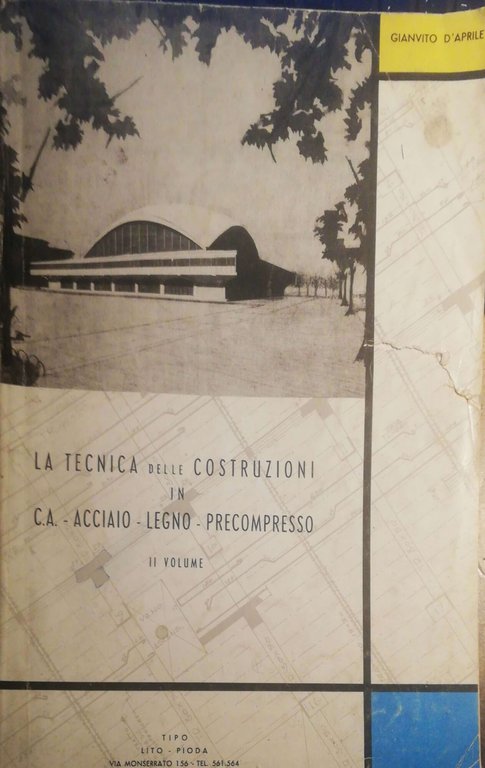 GIANVITO D'APRILE
LA TECNICA DELLE COSTRUZIONI
IN
C.A. - ACCIAIO - LEGNO - PRECOMPRESSO
II VOLUME
TIPO
LITO - PIODA
VIA MONSERRATO 156 - TEL. 561.564